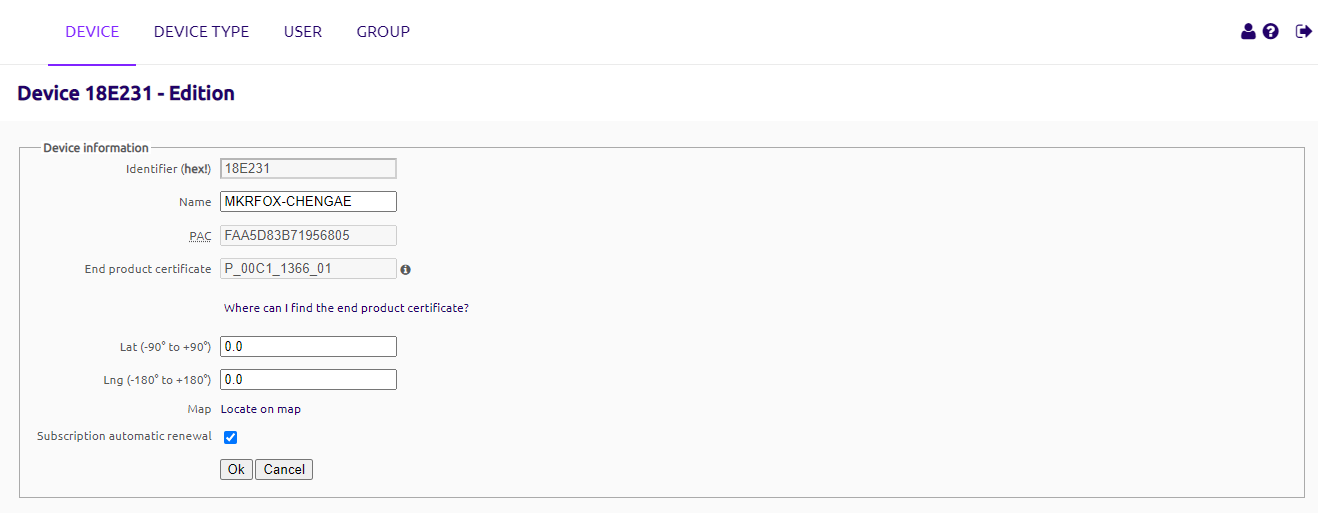 DEVICE DEVICE TYPE USER GROUP
Device 18E231 - Edition
Device information
Identifier (hex!) 18E231
Name MKRFOX-CHENGAE
PAC FAA5D83B71956805
End product certificate P_00C1_1366_01
Where can I find the end product certificate?
Lat (-90° to +90°) 0.0
Lng (-180° to +180°) 0.0
Map Locate on map
Subscription automatic renewal
Ok Cancel